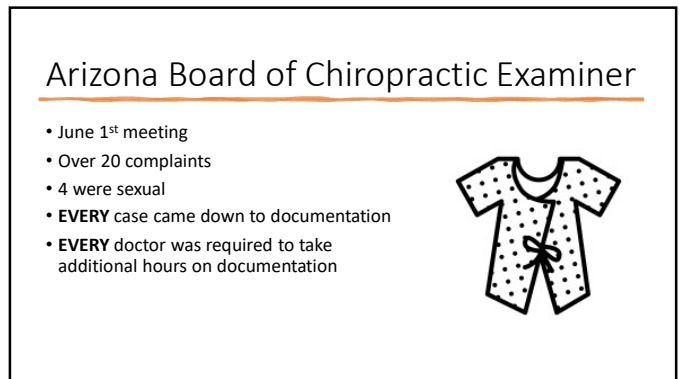 Arizona Board of Chiropractic Examiner
• June 1st meeting
• Over 20 complaints
• 4 were sexual
• EVERY case came down to documentation
• EVERY doctor was required to take
additional hours on documentation